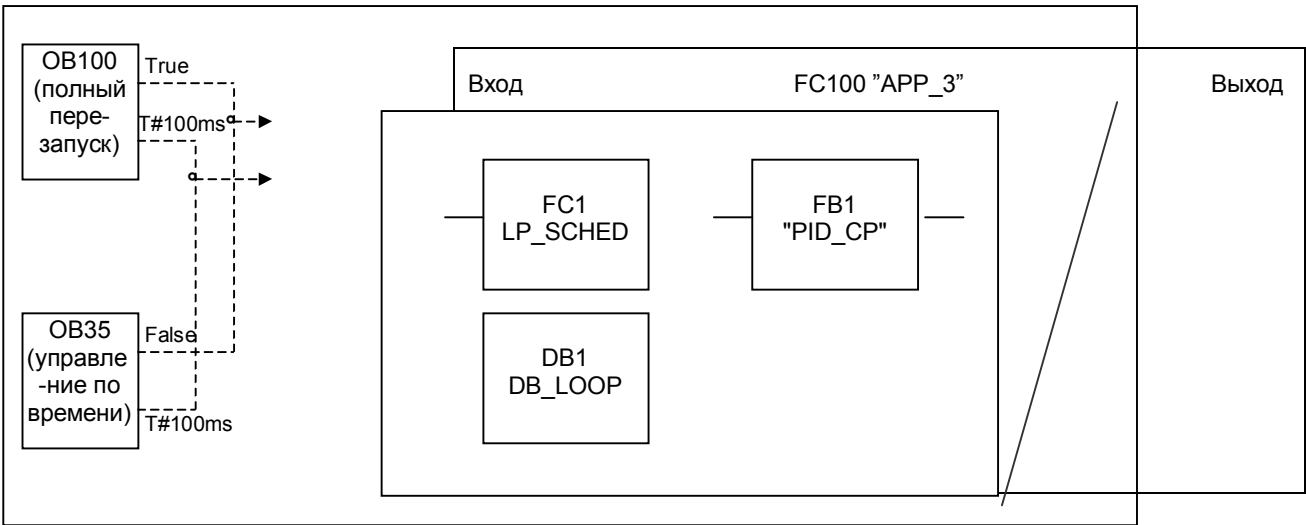 OB100
(полный
пере-
запуск)
True
T#100ms
Вход
FC100 ”APP_3”
Выход
FC1
LP_SCHED
FB1
"PID_CP"
OB35
(управле
-ние по
времени)
False
T#100ms
DB1
DB_LOOP